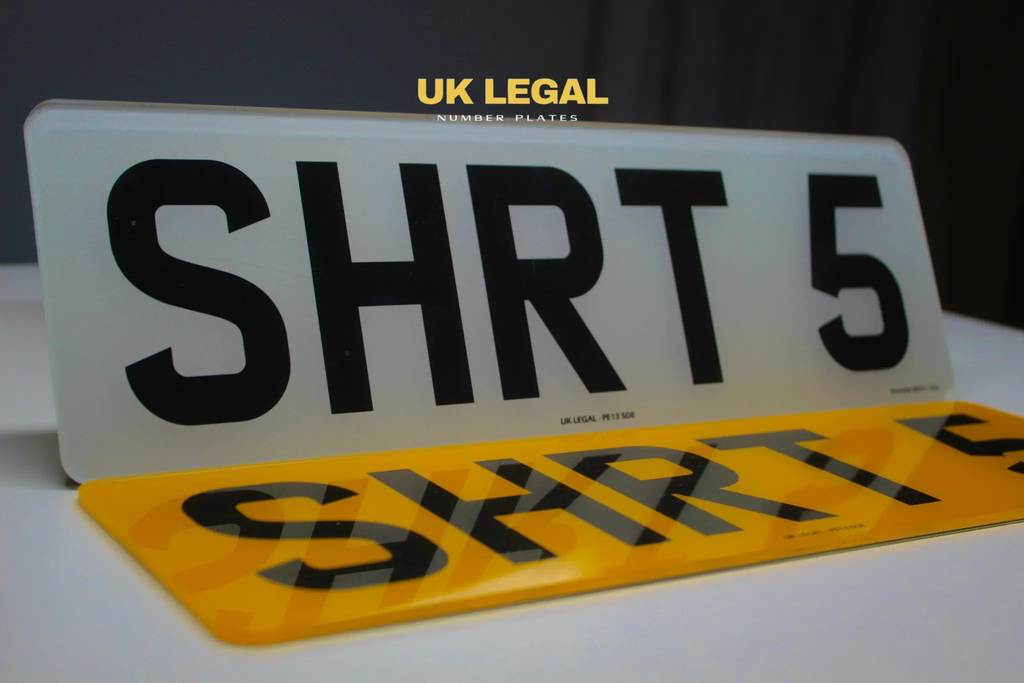 UK LEGAL
NUMBER PLATES
SHRT 5
UK LEGAL - PE13 5DE
SHRT 5
UK LEGAL - PE13 5DE